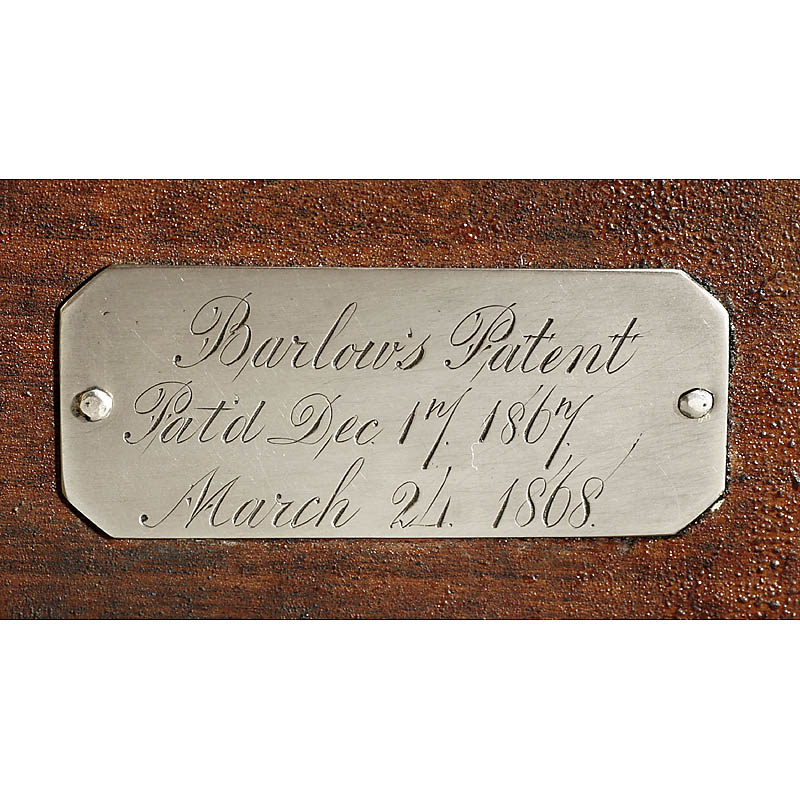 Barlow's Patent
Pat'd Dec. 17. 1867.
March 24. 1868.